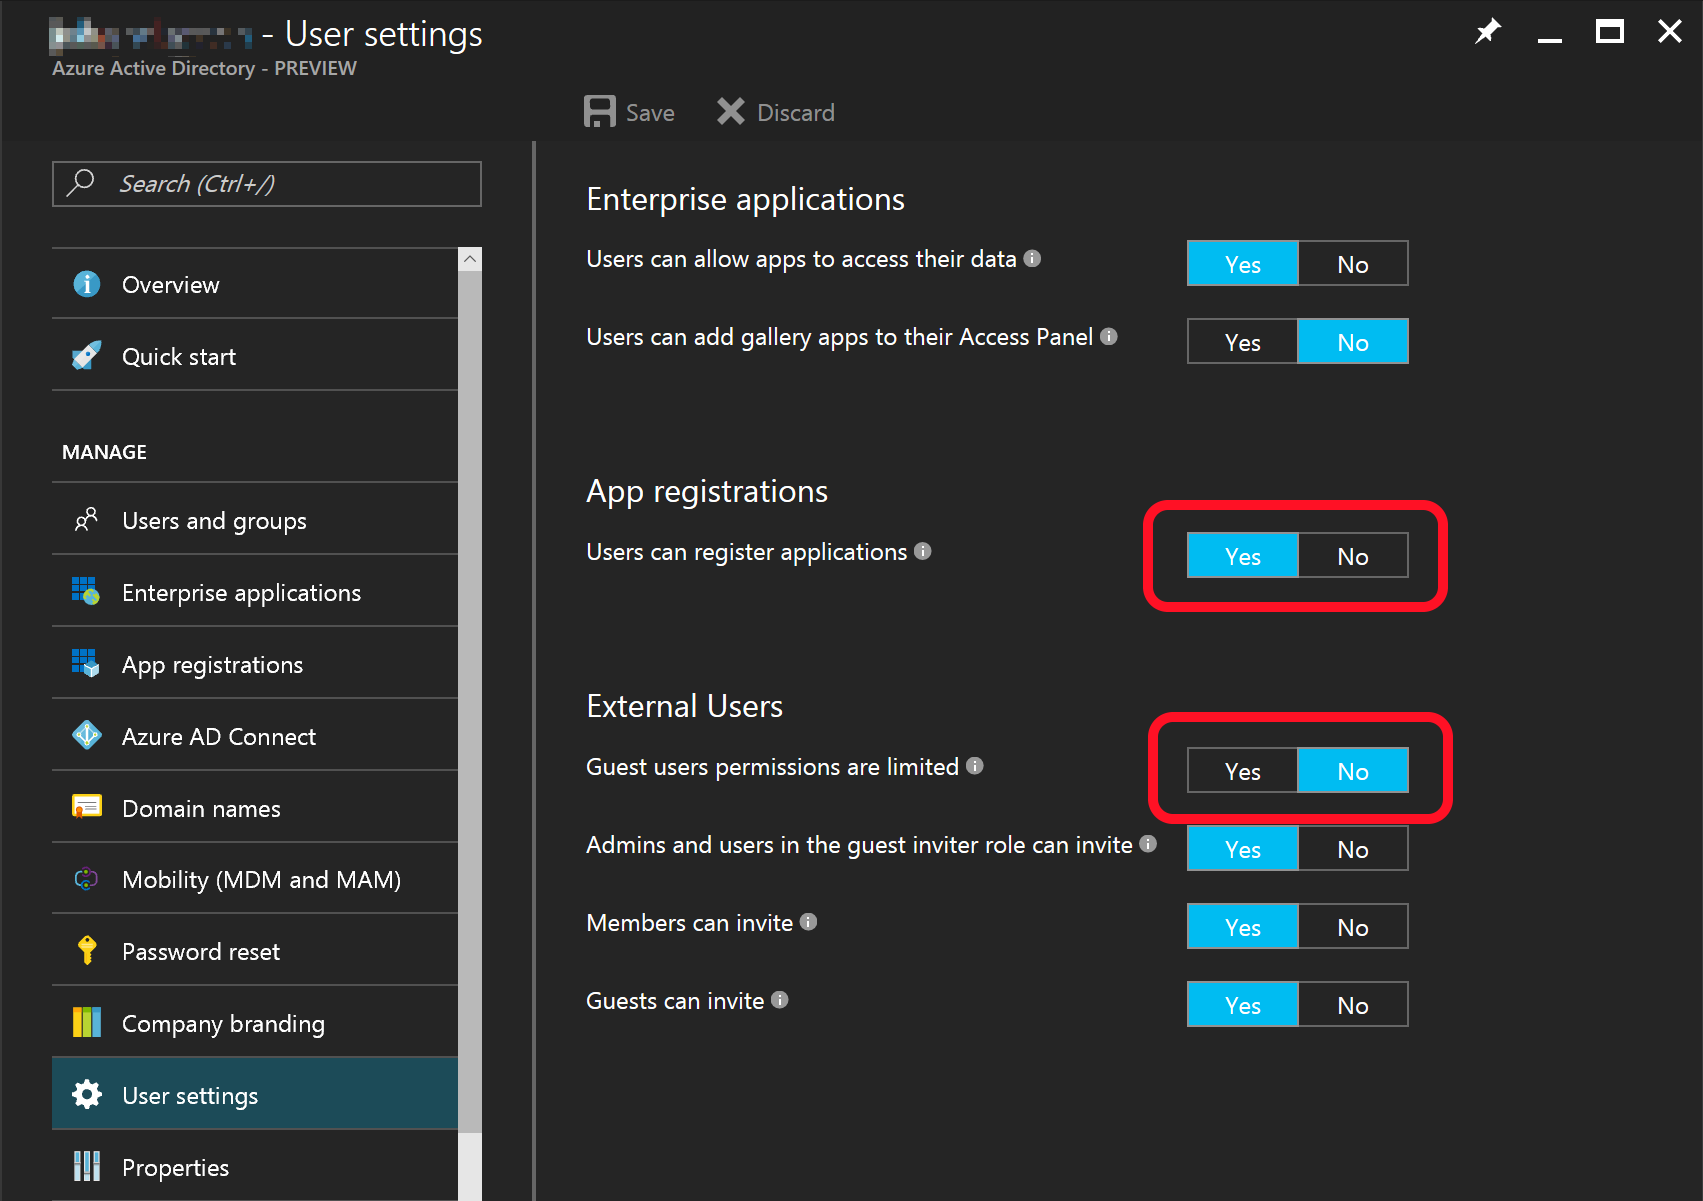 - User settings
Azure Active Directory - PREVIEW
Save
Discard
Search (Ctrl+/)
Overview
Quick start
MANAGE
Users and groups
Enterprise applications
App registrations
Azure AD Connect
Domain names
Mobility (MDM and MAM)
Password reset
Company branding
User settings
Properties
Enterprise applications
Users can allow apps to access their data Yes No
Users can add gallery apps to their Access Panel Yes No
App registrations
Users can register applications Yes No
External Users
Guest users permissions are limited Yes No
Admins and users in the guest inviter role can invite Yes No
Members can invite Yes No
Guests can invite Yes No